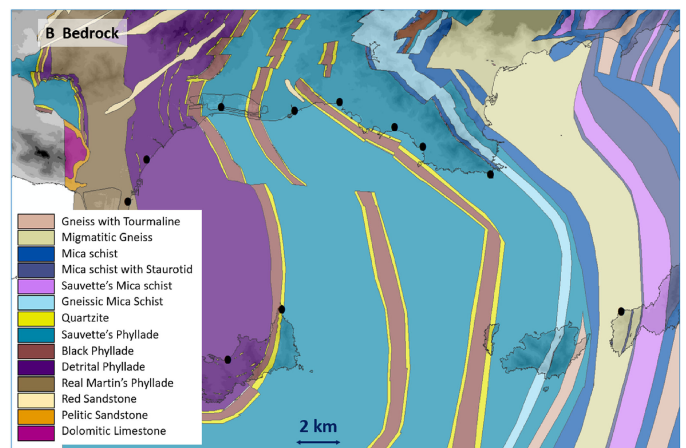 B Bedrock
Gneiss with Tourmaline
Migmatitic Gneiss
Mica schist
Mica schist with Staurotid
Sauvette's Mica schist
Gneissic Mica Schist
Quartzite
Sauvette's Phyllade
Black Phyllade
Detrital Phyllade
Real Martin's Phyllade
Red Sandstone
Pelitic Sandstone
Dolomitic Limestone
2 km